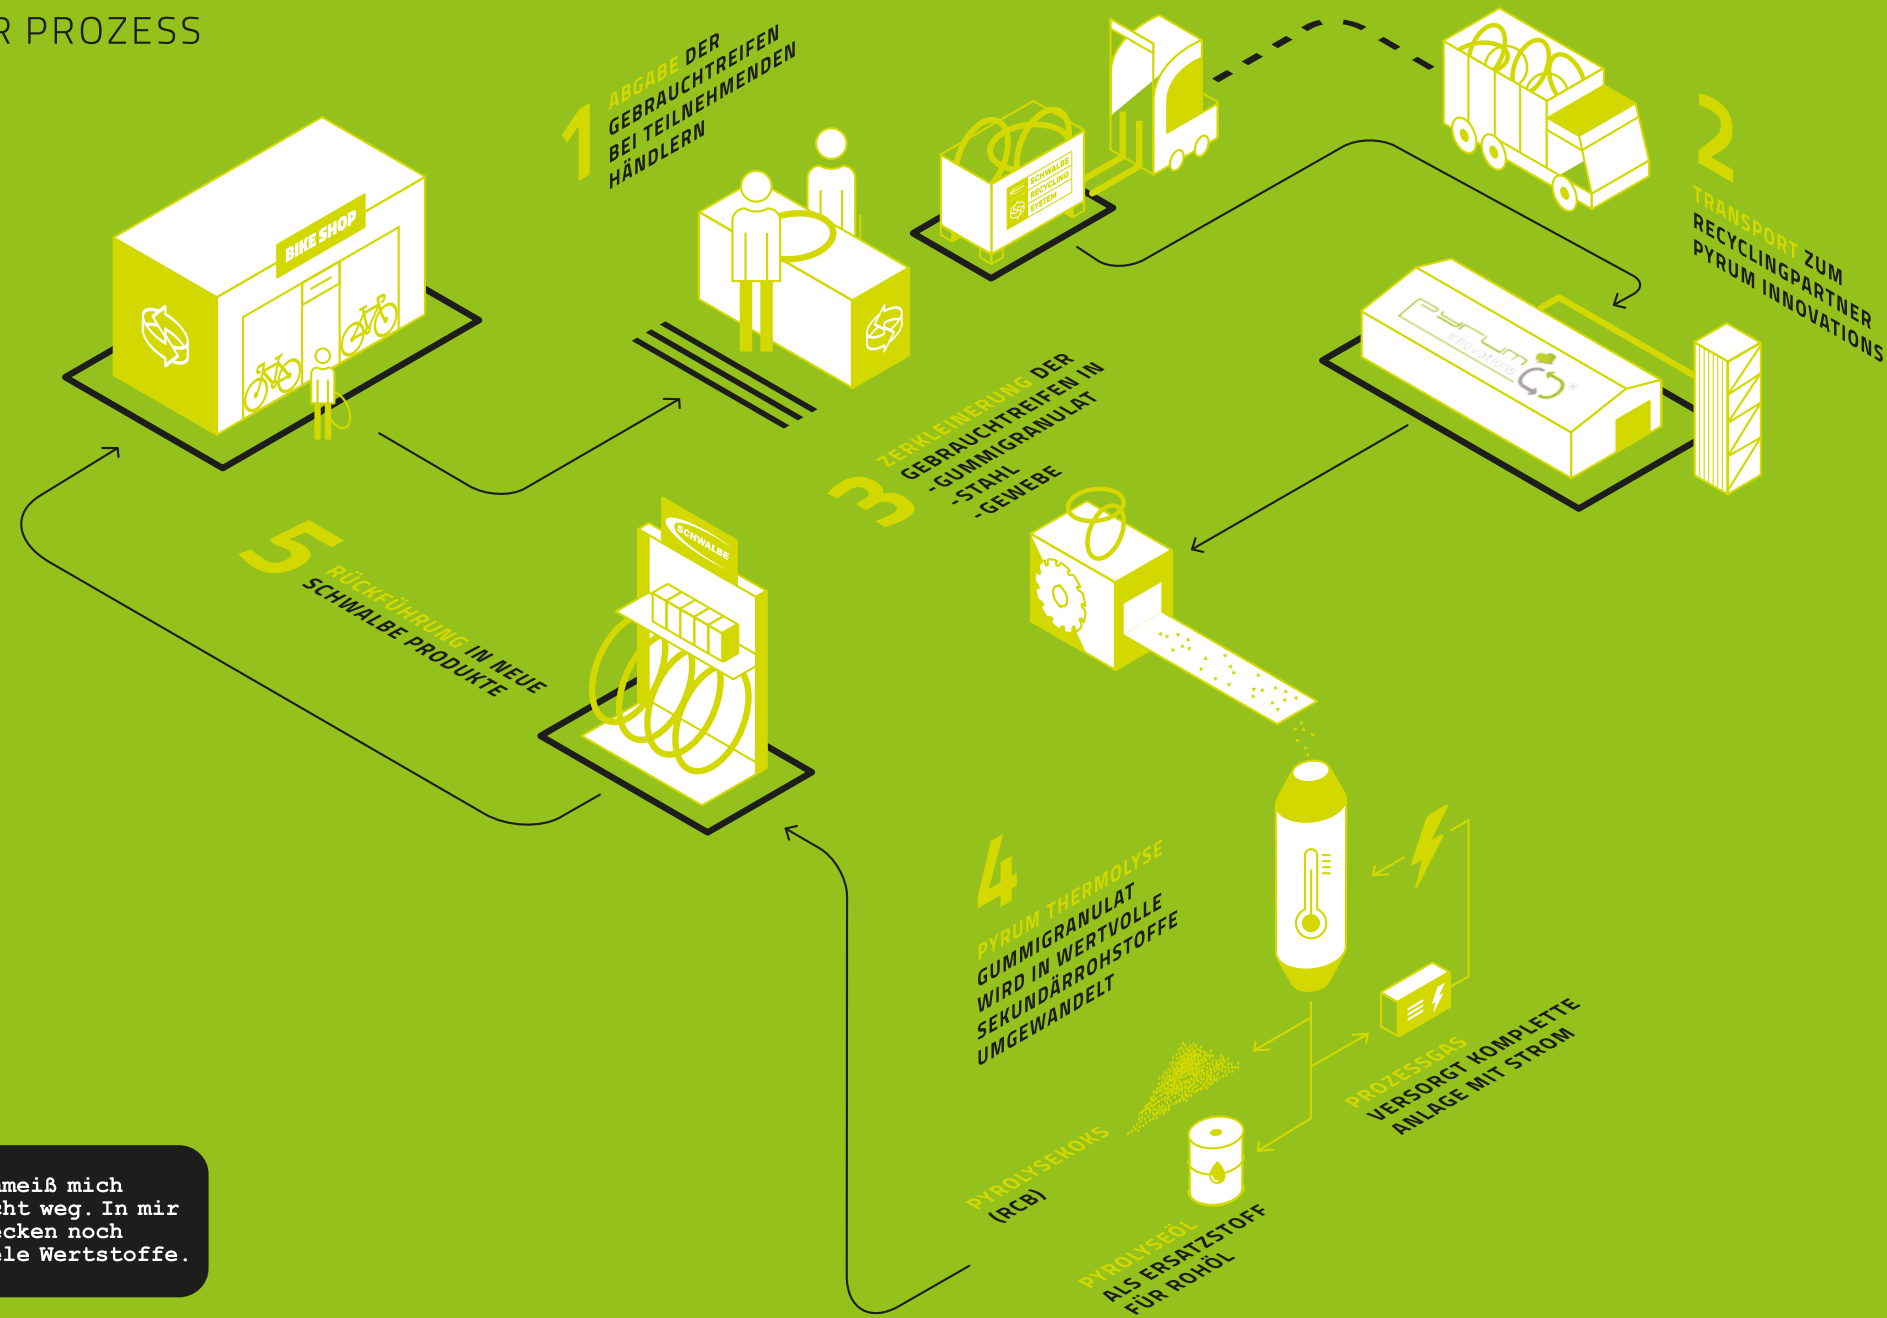 R PROZESS
1
ABGABE DER
GEBRAUCHTREIFEN
BEI TEILNEHMENDEN
HÄNDLERN
BIKE SHOP
SCHWALBE
RECYCLING
SYSTEM
2
TRANSPORT ZUM
RECYCLINGPARTNER
PYRUM INNOVATIONS
pyrum
innovations
®
3
ZERKLEINERUNG DER
GEBRAUCHTREIFEN IN
-GUMMIGRANULAT
-STAHL
-GEWEBE
4
PYRUM THERMOLYSE
GUMMIGRANULAT
WIRD IN WERTVOLLE
SEKUNDÄRROHSTOFFE
UMGEWANDELT
PROZESSGAS
VERSORGT KOMPLETTE
ANLAGE MIT STROM
PYROLYSEKOKS
(RCB)
PYROLYSEÖL
ALS ERSATZSTOFF
FÜR ROHÖL
5
RÜCKFÜHRUNG IN NEUE
SCHWALBE PRODUKTE
SCHWALBE
meiß mich
cht weg. In mir
ecken noch
ele Wertstoffe.